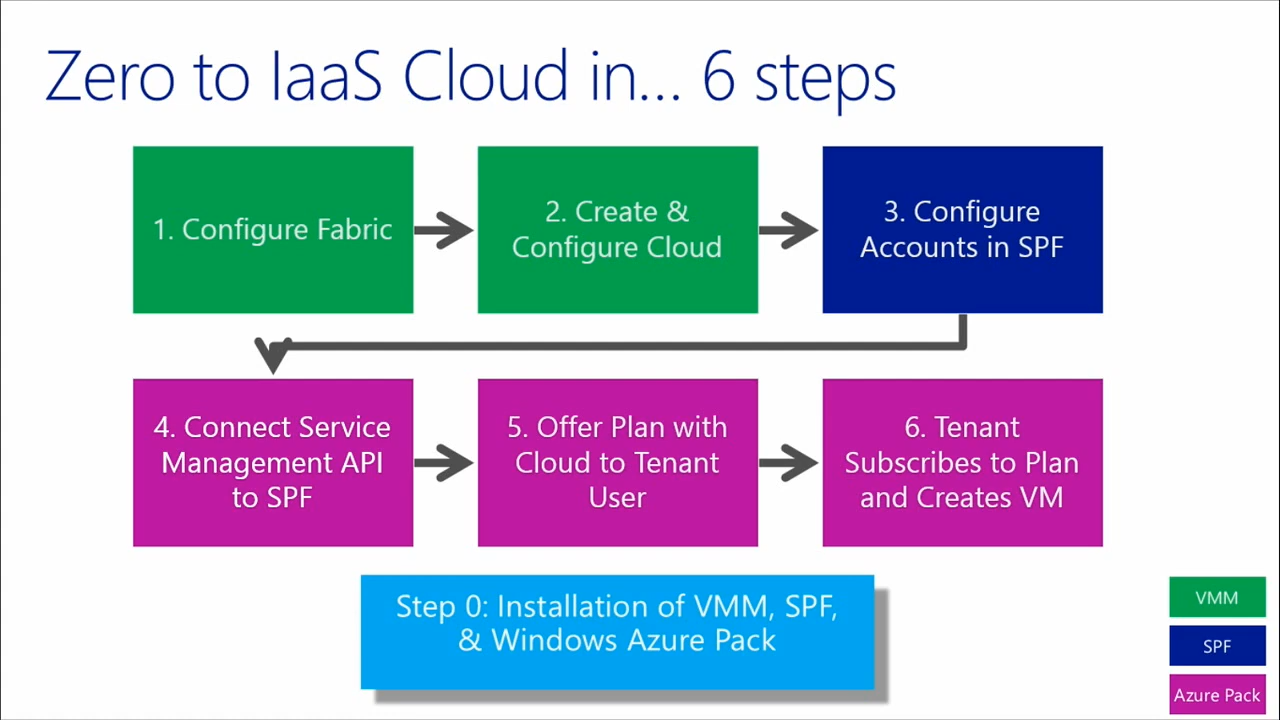 Zero to IaaS Cloud in... 6 steps
1. Configure Fabric
2. Create &
Configure Cloud
3. Configure
Accounts in SPF
4. Connect Service
Management API
to SPF
5. Offer Plan with
Cloud to Tenant
User
6. Tenant
Subscribes to Plan
and Creates VM
Step 0: Installation of VMM, SPF,
& Windows Azure Pack
VMM
SPF
Azure Pack